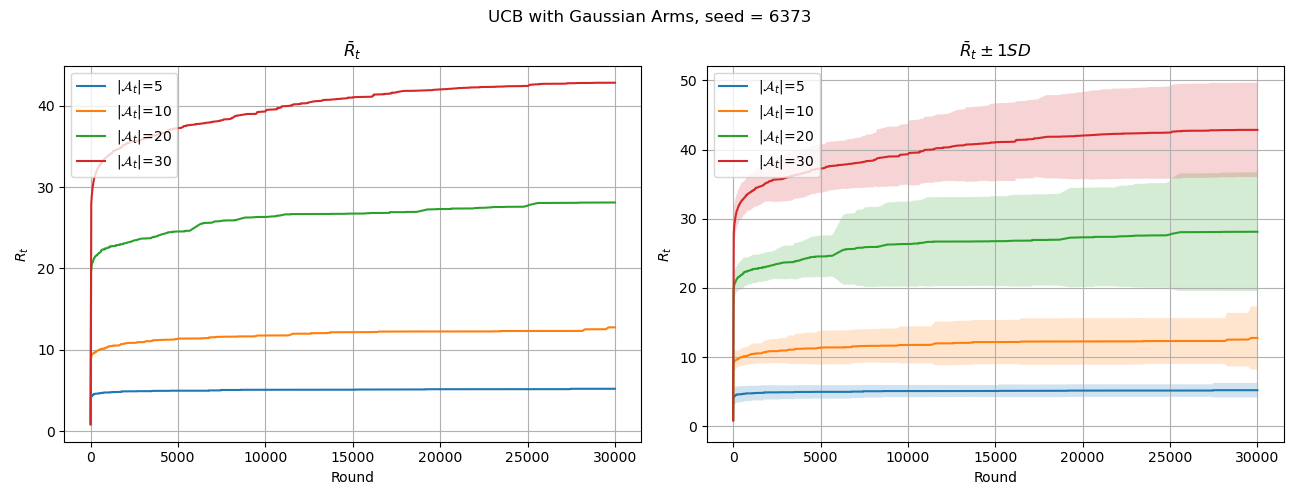 UCB with Gaussian Arms, seed = 6373
R̄ₜ
|𝒜ₜ|=5
|𝒜ₜ|=10
|𝒜ₜ|=20
|𝒜ₜ|=30
40
30
20
10
0
Rₜ
0 5000 10000 15000 20000 25000 30000
Round
R̄ₜ ± 1SD
|𝒜ₜ|=5
|𝒜ₜ|=10
|𝒜ₜ|=20
|𝒜ₜ|=30
50
40
30
20
10
0
Rₜ
0 5000 10000 15000 20000 25000 30000
Round